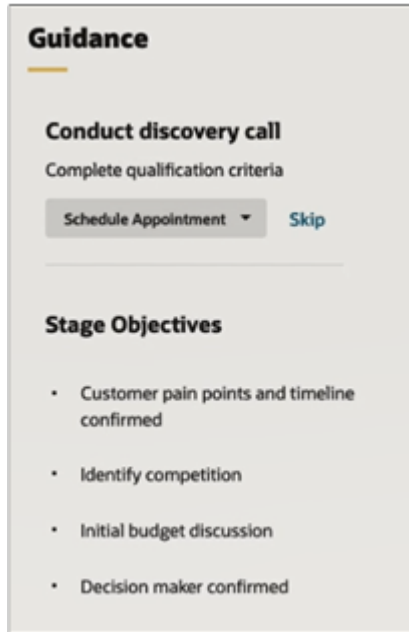 Guidance
Conduct discovery call
Complete qualification criteria
Schedule Appointment Skip
Stage Objectives
• Customer pain points and timeline
confirmed
• Identify competition
• Initial budget discussion
• Decision maker confirmed